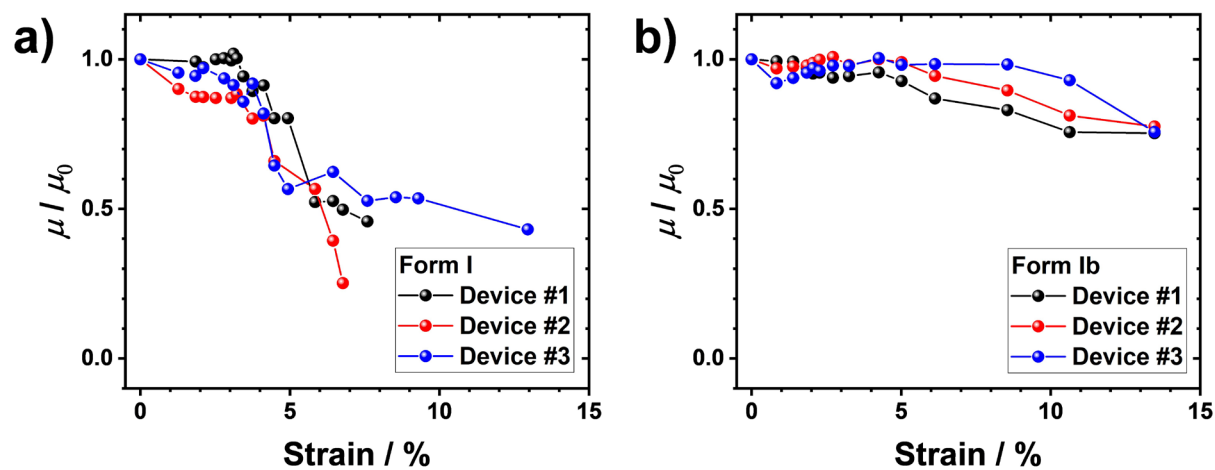 a)
μ / μ0
1.0
0.5
0.0
Form I
Device #1
Device #2
Device #3
0 5 10 15
Strain / %
b)
μ / μ0
1.0
0.5
0.0
Form Ib
Device #1
Device #2
Device #3
0 5 10 15
Strain / %